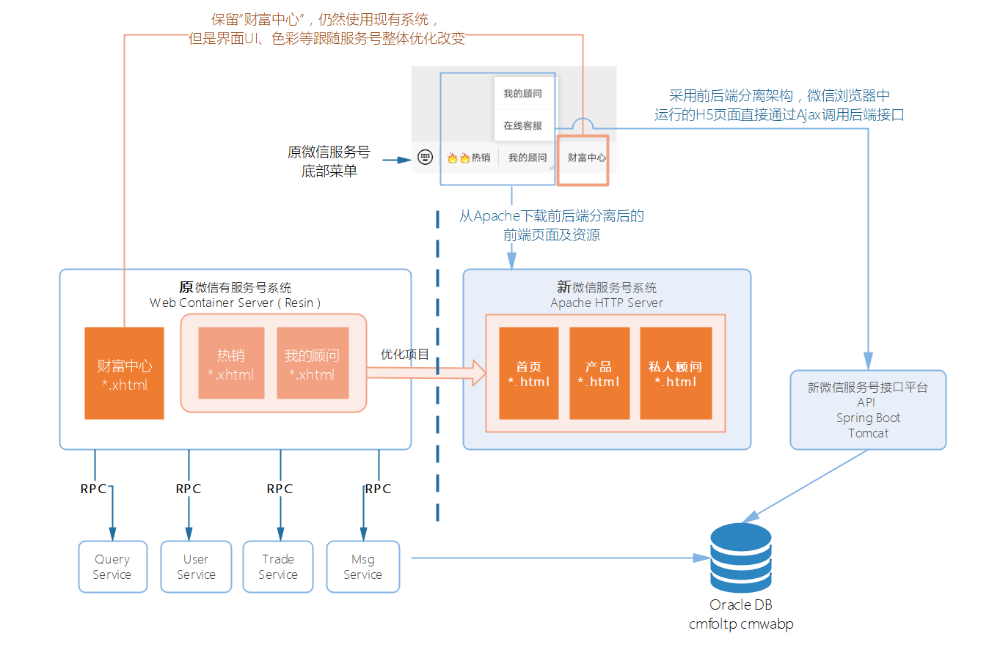 保留“财富中心”，仍然使用现有系统，
但是界面UI、色彩等跟随服务号整体优化改变
我的顾问
在线客服
热销
我的顾问
财富中心
采用前后端分离架构，微信浏览器中
运行的H5页面直接通过Ajax调用后端接口
原微信服务号
底部菜单
从Apache下载前后端分离后的
前端页面及资源
原微信有服务号系统
Web Container Server ( Resin )
财富中心
*.xhtml
热销
*.xhtml
我的顾问
*.xhtml
优化项目
新微信服务号系统
Apache HTTP Server
首页
*.html
产品
*.html
私人顾问
*.html
新微信服务号接口平台
API
Spring Boot
Tomcat
RPC
RPC
RPC
RPC
Query
Service
User
Service
Trade
Service
Msg
Service
Oracle DB
cmfoltp cmwabp